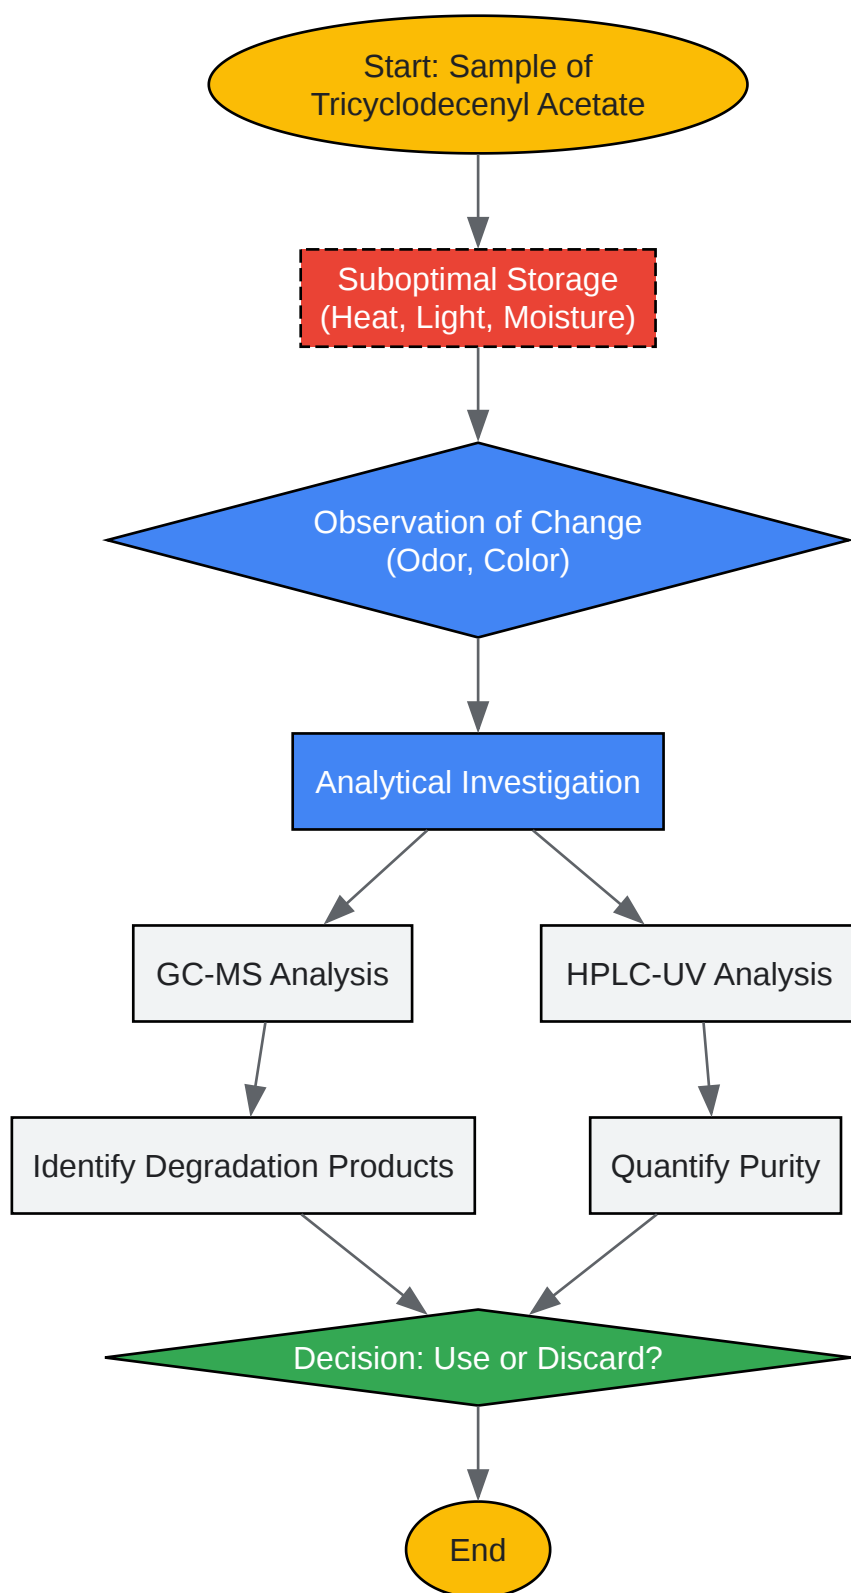 Start: Sample of
Tricyclodecenyl Acetate
Suboptimal Storage
(Heat, Light, Moisture)
Observation of Change
(Odor, Color)
Analytical Investigation
GC-MS Analysis
HPLC-UV Analysis
Identify Degradation Products
Quantify Purity
Decision: Use or Discard?
End